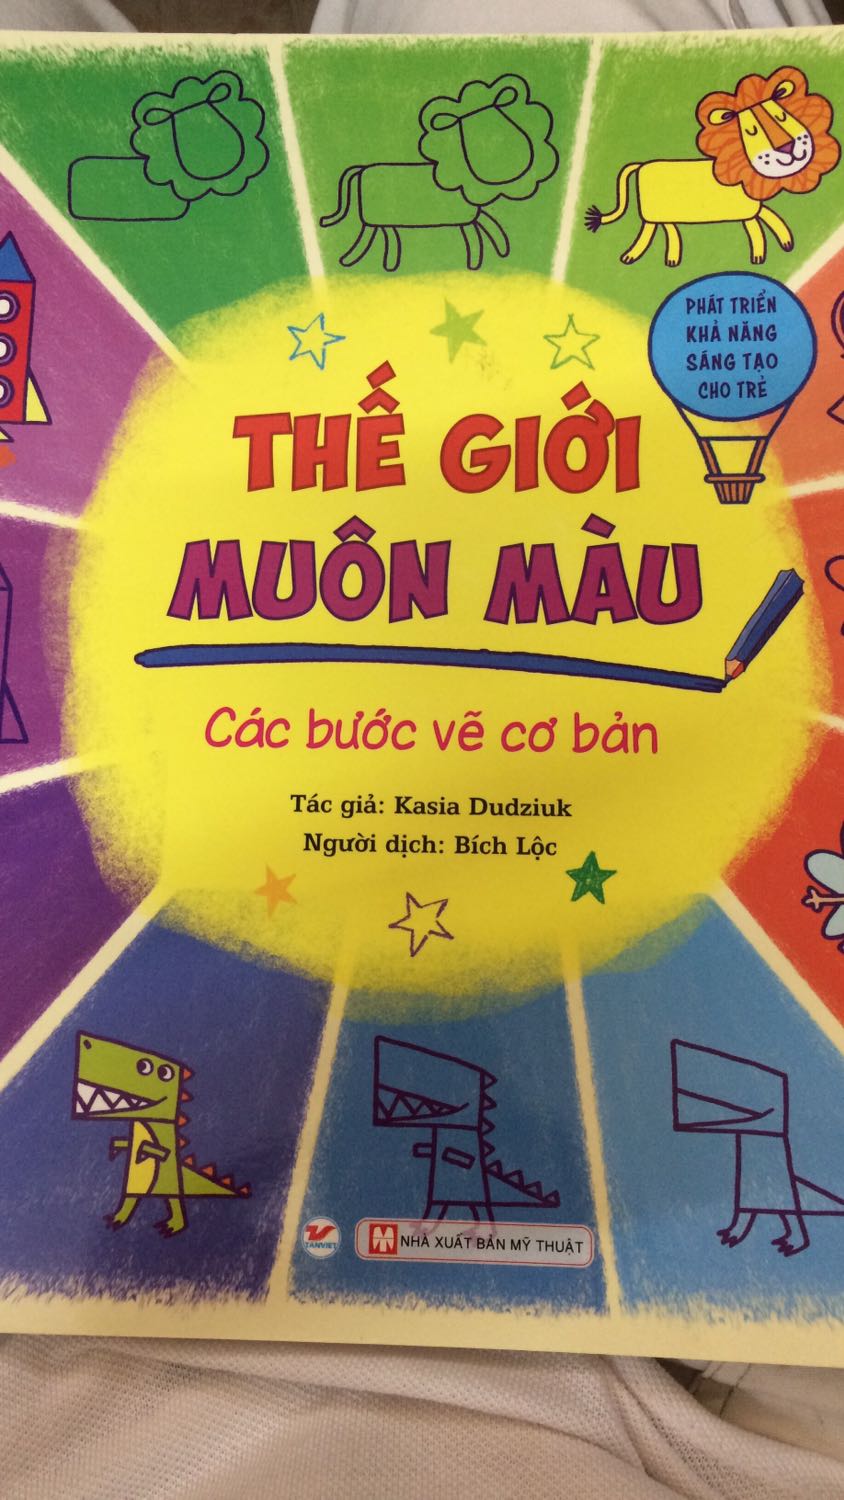 PHÁT TRIỂN
KHẢ NĂNG
SÁNG TẠO
CHO TRẺ
THẾ GIỚI
MUÔN MÀU
Các bước vẽ cơ bản
Tác giả: Kasia Dudziuk
Người dịch: Bích Lộc
TANVIET
NHÀ XUẤT BẢN MỸ THUẬT